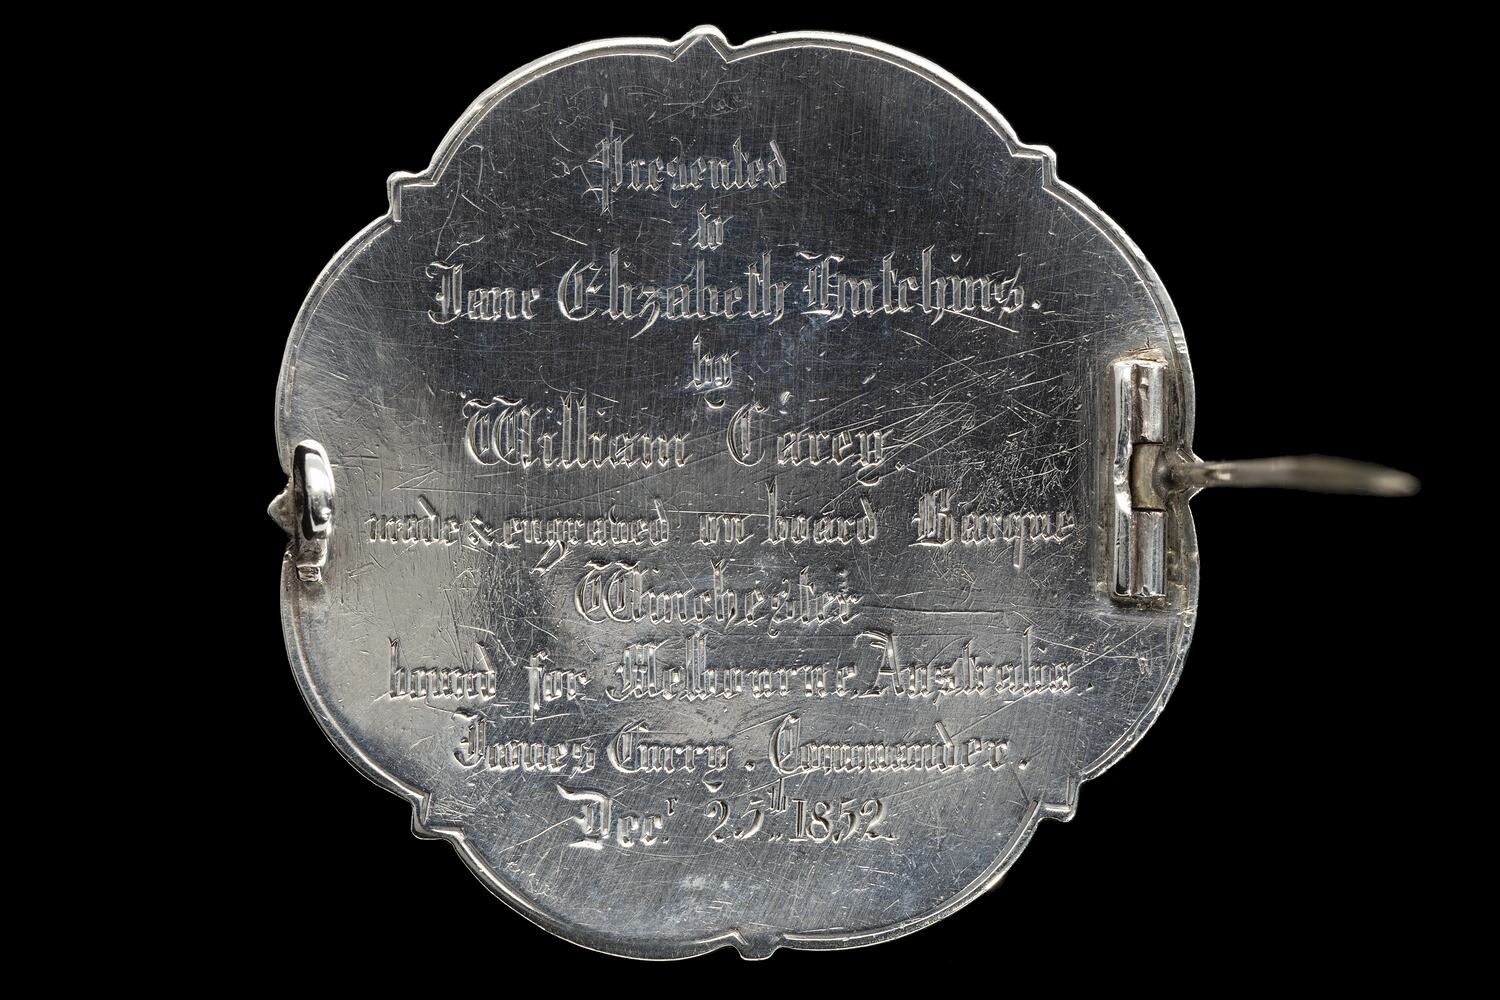 Presented
to
Jane Elizabeth Hutchins.
by
William Carey.
made & engraved on board Barque
Winchester
bound for Melbourne, Australia.
James Curry. Commander.
Decr 25th 1852.